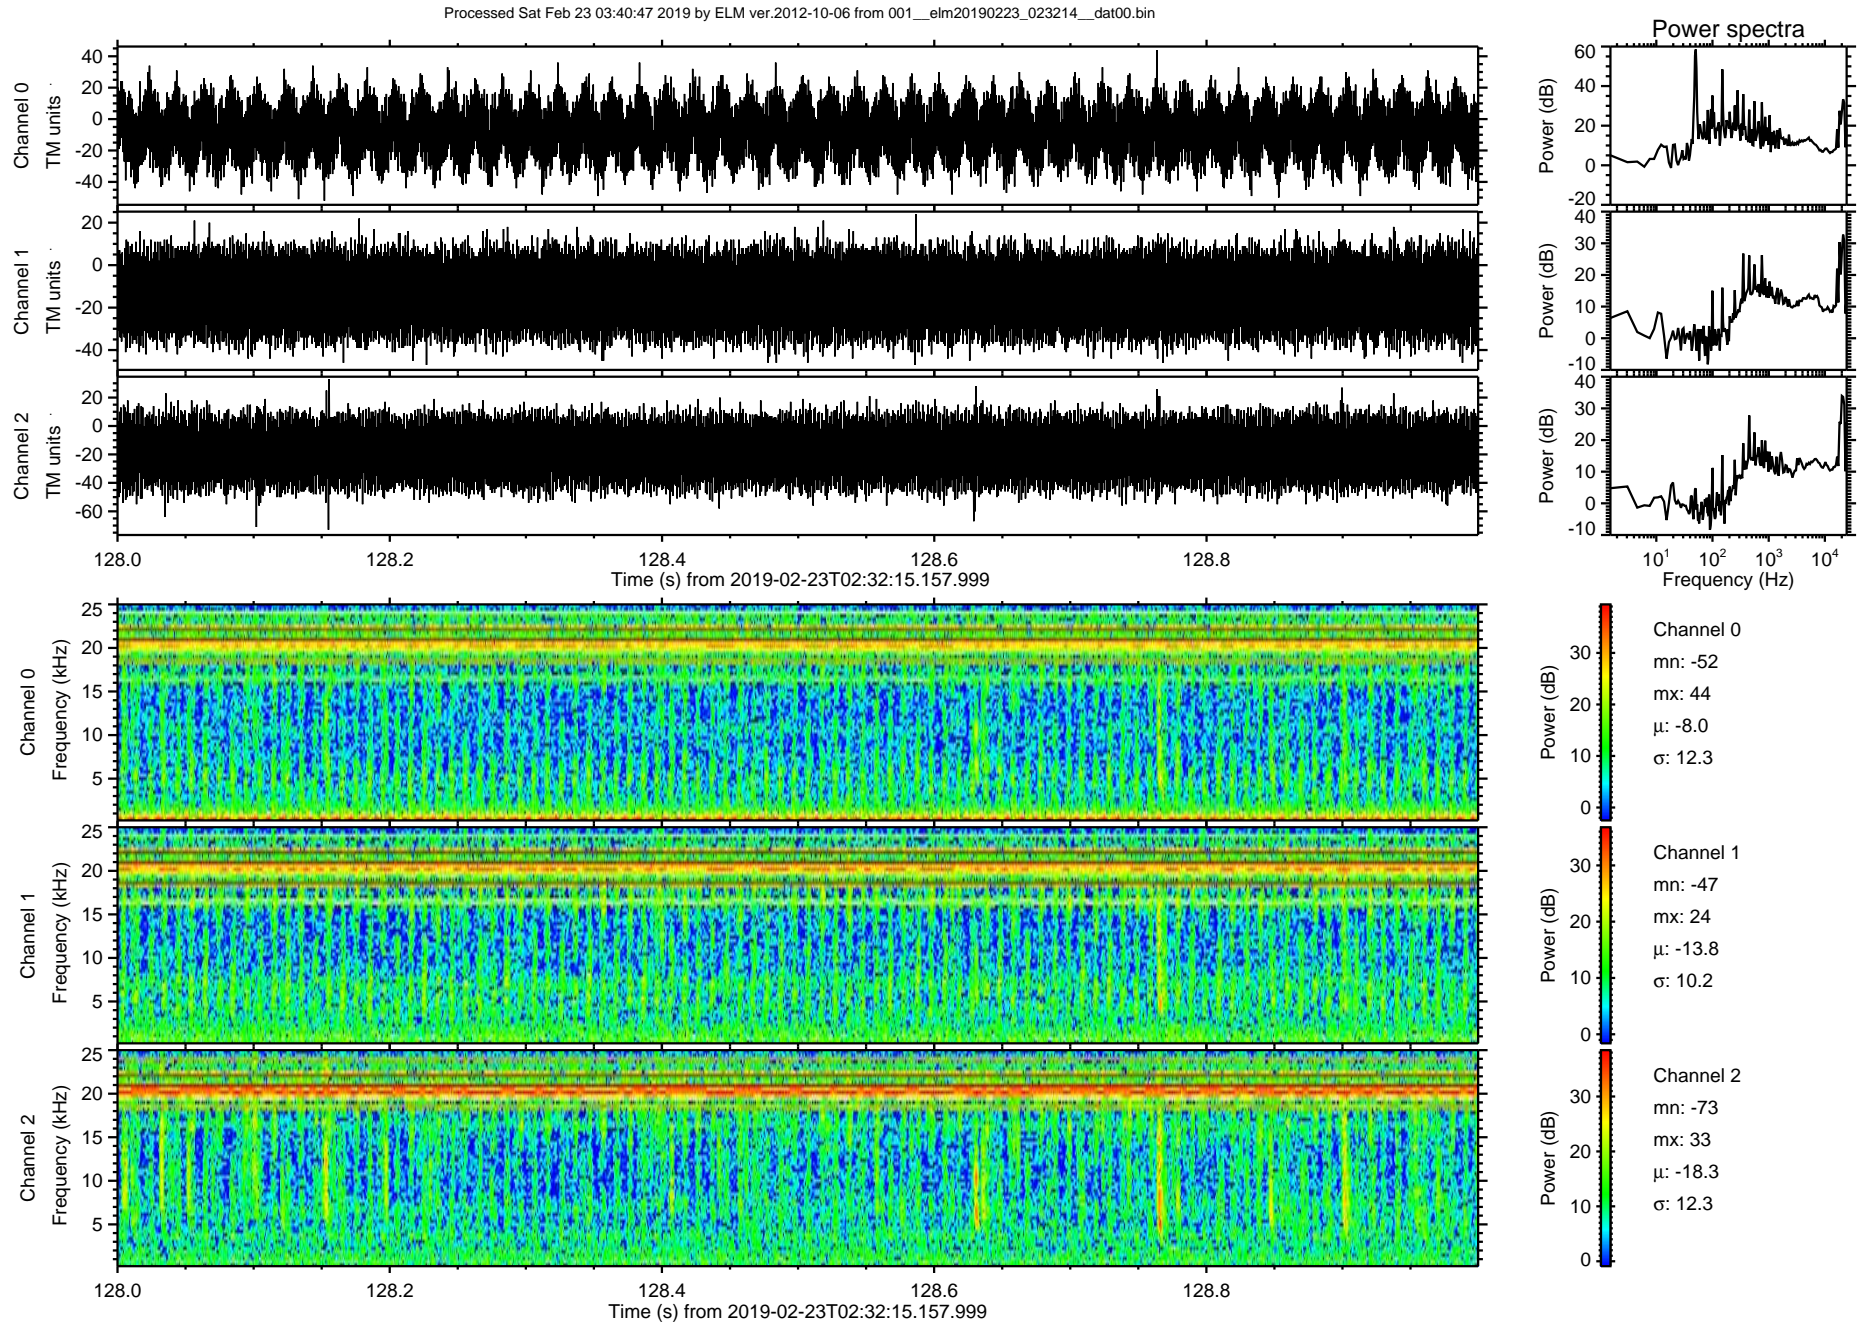 Processed Sat Feb 23 03:40:47 2019 by ELM ver.2012-10-06 from 001__elm20190223_023214__dat00.bin
Power spectra
Channel 0
TM units
40
20
0
-20
-40
Power (dB)
60
40
20
0
-20
Channel 1
TM units
20
0
-20
-40
Power (dB)
40
30
20
10
0
-10
Channel 2
TM units
20
0
-20
-40
-60
Power (dB)
40
30
20
10
0
-10
128.0 128.2 128.4 128.6 128.8
Time (s) from 2019-02-23T02:32:15.157.999
10¹ 10² 10³ 10⁴
Frequency (Hz)
Channel 0
Frequency (kHz)
25
20
15
10
5
Power (dB)
30
20
10
0
Channel 0
mn: -52
mx: 44
μ: -8.0
σ: 12.3
Channel 1
Frequency (kHz)
25
20
15
10
5
Power (dB)
30
20
10
0
Channel 1
mn: -47
mx: 24
μ: -13.8
σ: 10.2
Channel 2
Frequency (kHz)
25
20
15
10
5
Power (dB)
30
20
10
0
Channel 2
mn: -73
mx: 33
μ: -18.3
σ: 12.3
128.0 128.2 128.4 128.6 128.8
Time (s) from 2019-02-23T02:32:15.157.999